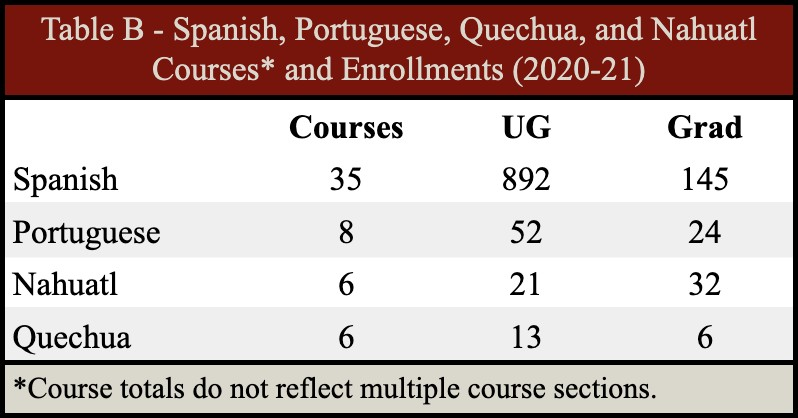 Table B - Spanish, Portuguese, Quechua, and Nahuatl
Courses* and Enrollments (2020-21)
Courses UG Grad
Spanish 35 892 145
Portuguese 8 52 24
Nahuatl 6 21 32
Quechua 6 13 6
*Course totals do not reflect multiple course sections.